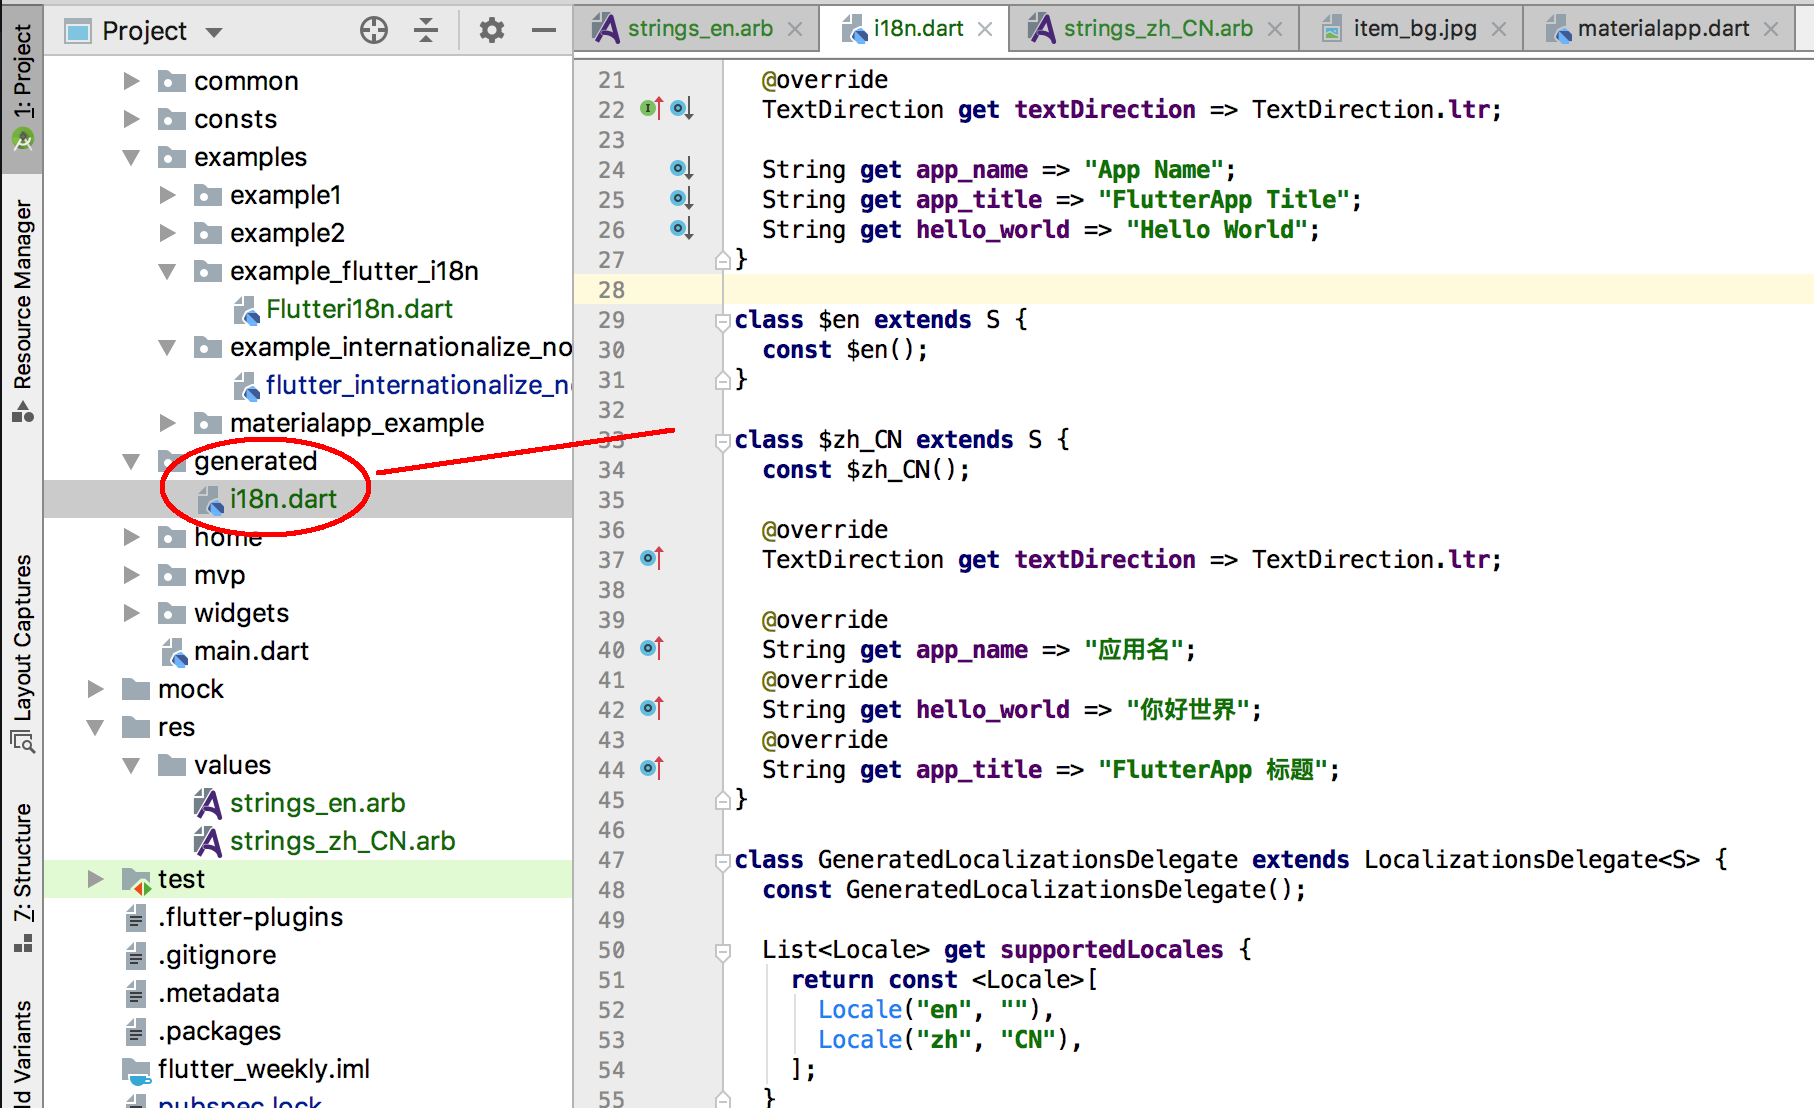 1: Project
Resource Manager
Layout Captures
7: Structure
ld Variants
Project
common
consts
examples
example1
example2
example_flutter_i18n
Flutteri18n.dart
example_internationalize_no
flutter_internationalize_n
materialapp_example
generated
i18n.dart
home
mvp
widgets
main.dart
mock
res
values
strings_en.arb
strings_zh_CN.arb
test
.flutter-plugins
.gitignore
.metadata
.packages
flutter_weekly.iml
pubspec.lock
strings_en.arb i18n.dart strings_zh_CN.arb item_bg.jpg materialapp.dart
21 @override
22 TextDirection get textDirection => TextDirection.ltr;
23
24 String get app_name => "App Name";
25 String get app_title => "FlutterApp Title";
26 String get hello_world => "Hello World";
27 }
28
29 class $en extends S {
30 const $en();
31 }
32
33 class $zh_CN extends S {
34 const $zh_CN();
35
36 @override
37 TextDirection get textDirection => TextDirection.ltr;
38
39 @override
40 String get app_name => "应用名";
41 @override
42 String get hello_world => "你好世界";
43 @override
44 String get app_title => "FlutterApp 标题";
45 }
46
47 class GeneratedLocalizationsDelegate extends LocalizationsDelegate<S> {
48 const GeneratedLocalizationsDelegate();
49
50 List<Locale> get supportedLocales {
51 return const <Locale>[
52 Locale("en", ""),
53 Locale("zh", "CN"),
54 ];
55 }